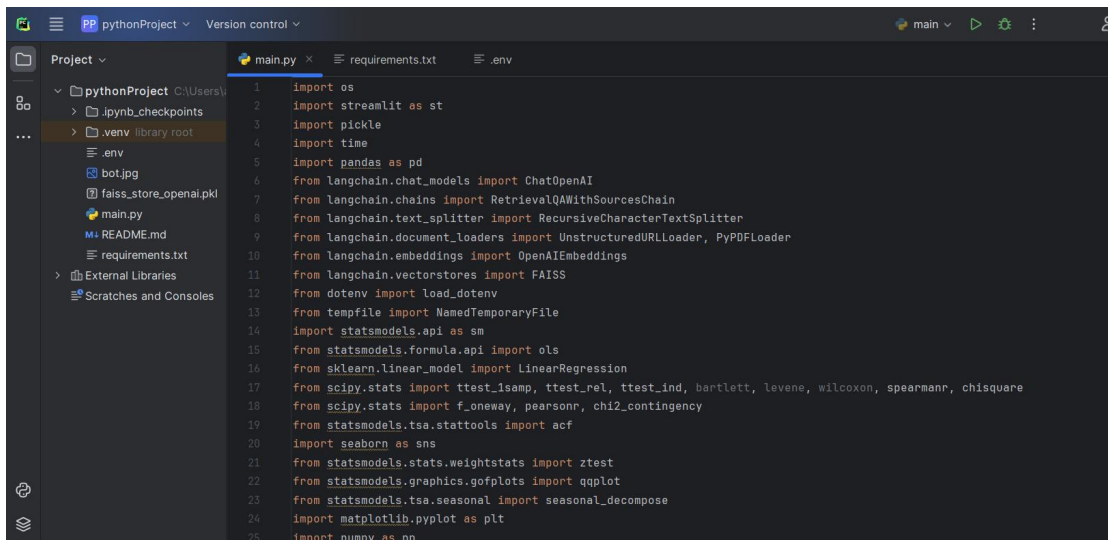 PC PP pythonProject Version control main
Project
main.py requirements.txt .env
pythonProject C:\Users\
.ipynb_checkpoints
.venv library root
.env
bot.jpg
faiss_store_openai.pkl
main.py
M↓ README.md
requirements.txt
External Libraries
Scratches and Consoles
1 import os
2 import streamlit as st
3 import pickle
4 import time
5 import pandas as pd
6 from langchain.chat_models import ChatOpenAI
7 from langchain.chains import RetrievalQAWithSourcesChain
8 from langchain.text_splitter import RecursiveCharacterTextSplitter
9 from langchain.document_loaders import UnstructuredURLLoader, PyPDFLoader
10 from langchain.embeddings import OpenAIEmbeddings
11 from langchain.vectorstores import FAISS
12 from dotenv import load_dotenv
13 from tempfile import NamedTemporaryFile
14 import statsmodels.api as sm
15 from statsmodels.formula.api import ols
16 from sklearn.linear_model import LinearRegression
17 from scipy.stats import ttest_1samp, ttest_rel, ttest_ind, bartlett, levene, wilcoxon, spearmanr, chisquare
18 from scipy.stats import f_oneway, pearsonr, chi2_contingency
19 from statsmodels.tsa.stattools import acf
20 import seaborn as sns
21 from statsmodels.stats.weightstats import ztest
22 from statsmodels.graphics.gofplots import qqplot
23 from statsmodels.tsa.seasonal import seasonal_decompose
24 import matplotlib.pyplot as plt
25 import numpy as np